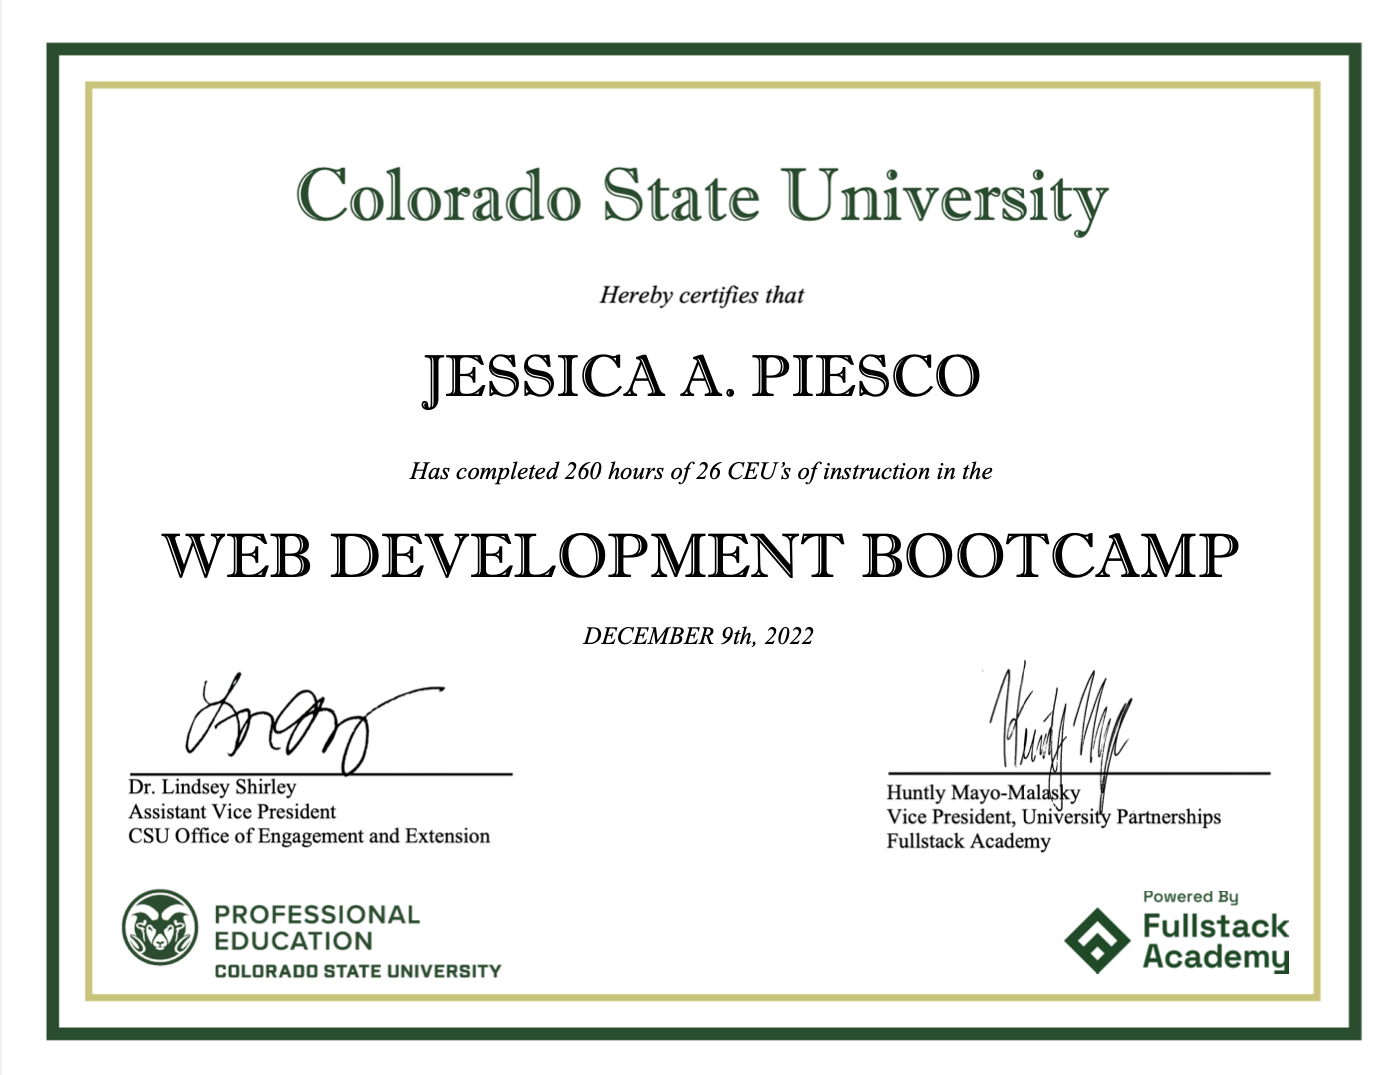 Colorado State University
Hereby certifies that
JESSICA A. PIESCO
Has completed 260 hours of 26 CEU’s of instruction in the
WEB DEVELOPMENT BOOTCAMP
DECEMBER 9th, 2022
Dr. Lindsey Shirley
Assistant Vice President
CSU Office of Engagement and Extension
Huntly Mayo-Malasky
Vice President, University Partnerships
Fullstack Academy
PROFESSIONAL
EDUCATION
COLORADO STATE UNIVERSITY
Powered By
Fullstack
Academy